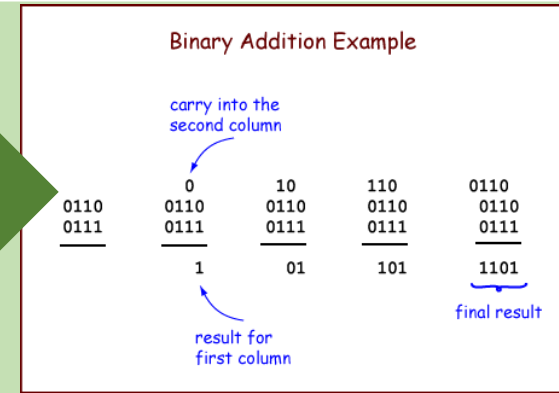 Binary Addition Example
carry into the
second column
0 10 110 0110
0110 0110 0110 0110 0110
0111 0111 0111 0111 0111
1 01 101 1101
final result
result for
first column